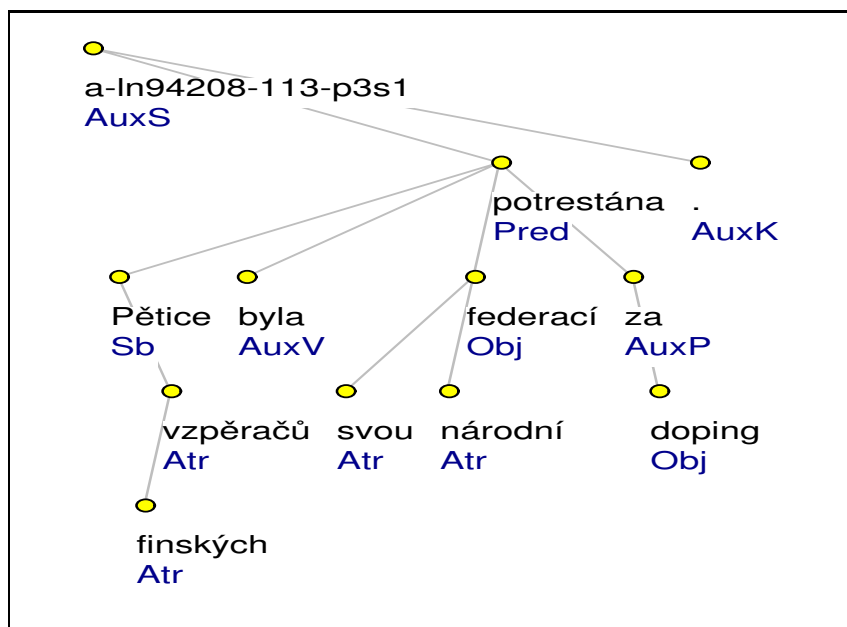 a-ln94208-113-p3s1
AuxS
potrestána .
Pred AuxK
Pětice byla federací za
Sb AuxV Obj AuxP
vzpěračů svou národní doping
Atr Atr Atr Obj
finských
Atr